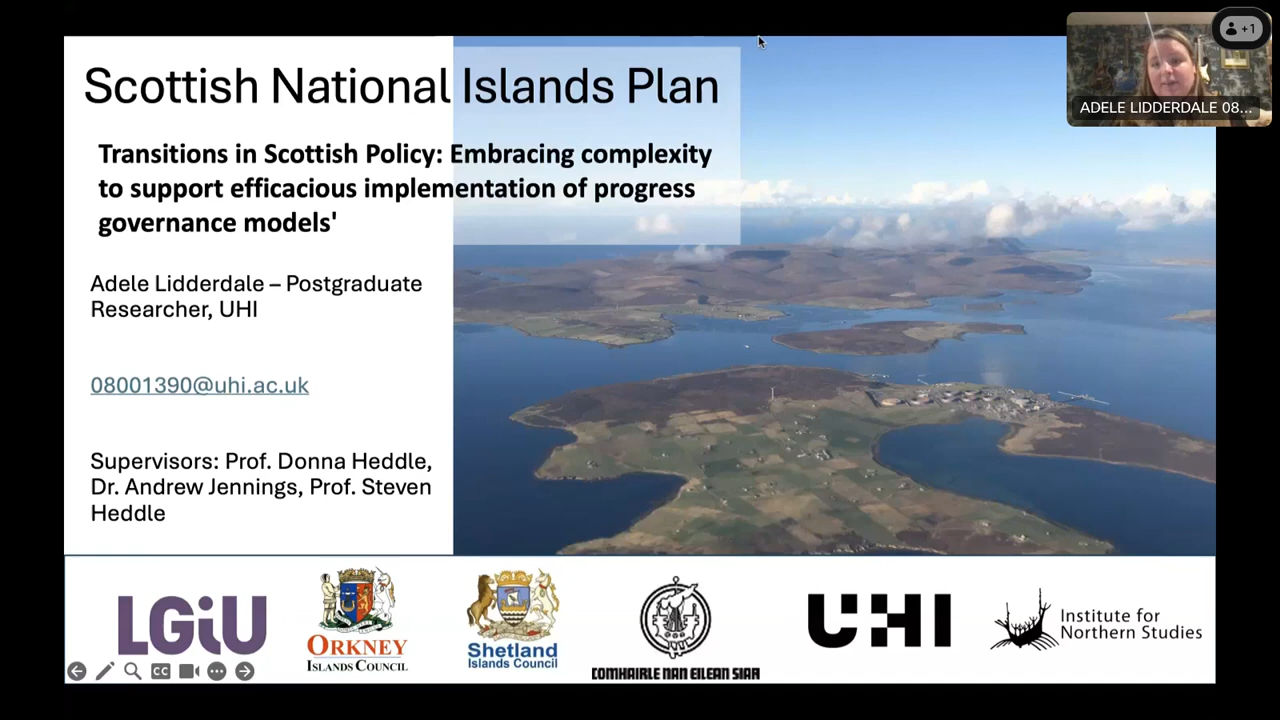 Scottish National Islands Plan
Transitions in Scottish Policy: Embracing complexity
to support efficacious implementation of progress
governance models'
Adele Lidderdale – Postgraduate
Researcher, UHI
08001390@uhi.ac.uk
Supervisors: Prof. Donna Heddle,
Dr. Andrew Jennings, Prof. Steven
Heddle
+1
ADELE LIDDERDALE 08...
LGiU
ORKNEY
ISLANDS COUNCIL
Shetland
Islands Council
COMHAIRLE NAN EILEAN SIAR
UHI
Institute for
Northern Studies
CC